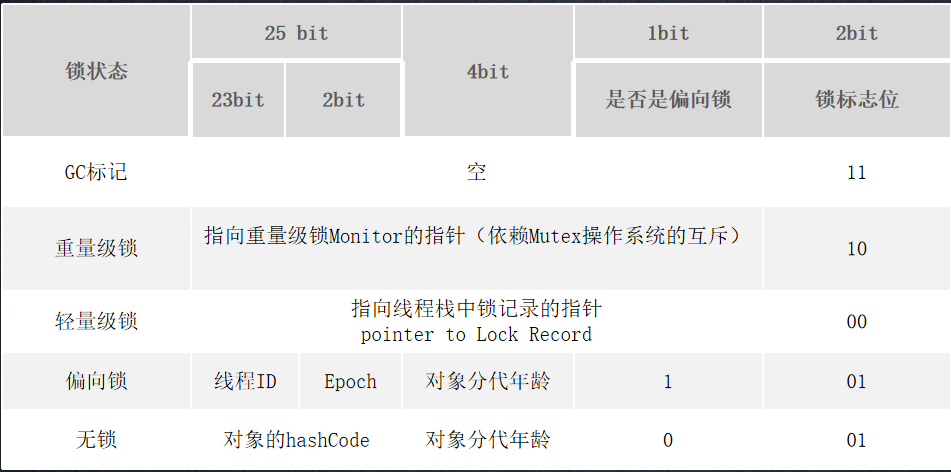 锁状态
25 bit
4bit
1bit
2bit
23bit
2bit
是否是偏向锁
锁标志位
GC标记
空
11
重量级锁
指向重量级锁Monitor的指针（依赖Mutex操作系统的互斥）
10
轻量级锁
指向线程栈中锁记录的指针
pointer to Lock Record
00
偏向锁
线程ID
Epoch
对象分代年龄
1
01
无锁
对象的hashCode
对象分代年龄
0
01